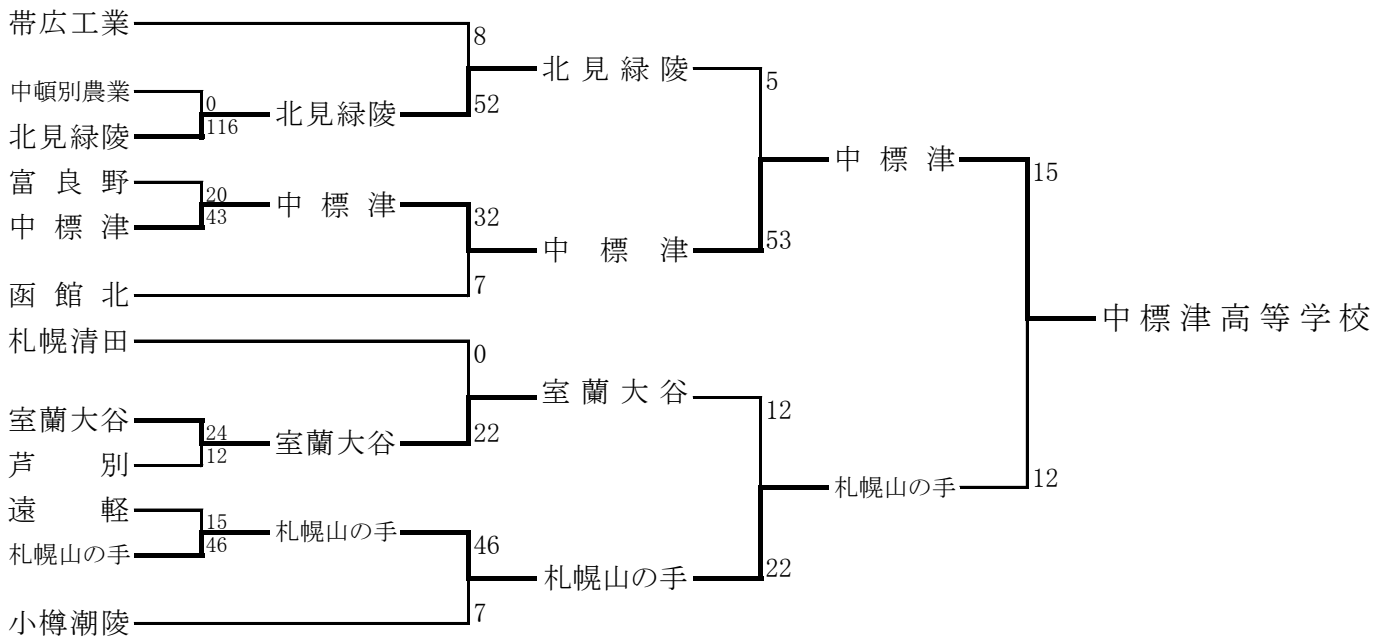 帯広工業
8
北見緑陵
5
52
中頓別農業
0
116
北見緑陵
北見緑陵
中標津
15
富良野
20
43
中標津
中標津
32
中標津
53
7
函館北
中標津高等学校
札幌清田
0
室蘭大谷
12
22
室蘭大谷
24
12
室蘭大谷
芦別
札幌山の手
12
遠軽
15
46
札幌山の手
札幌山の手
46
札幌山の手
22
7
小樽潮陵